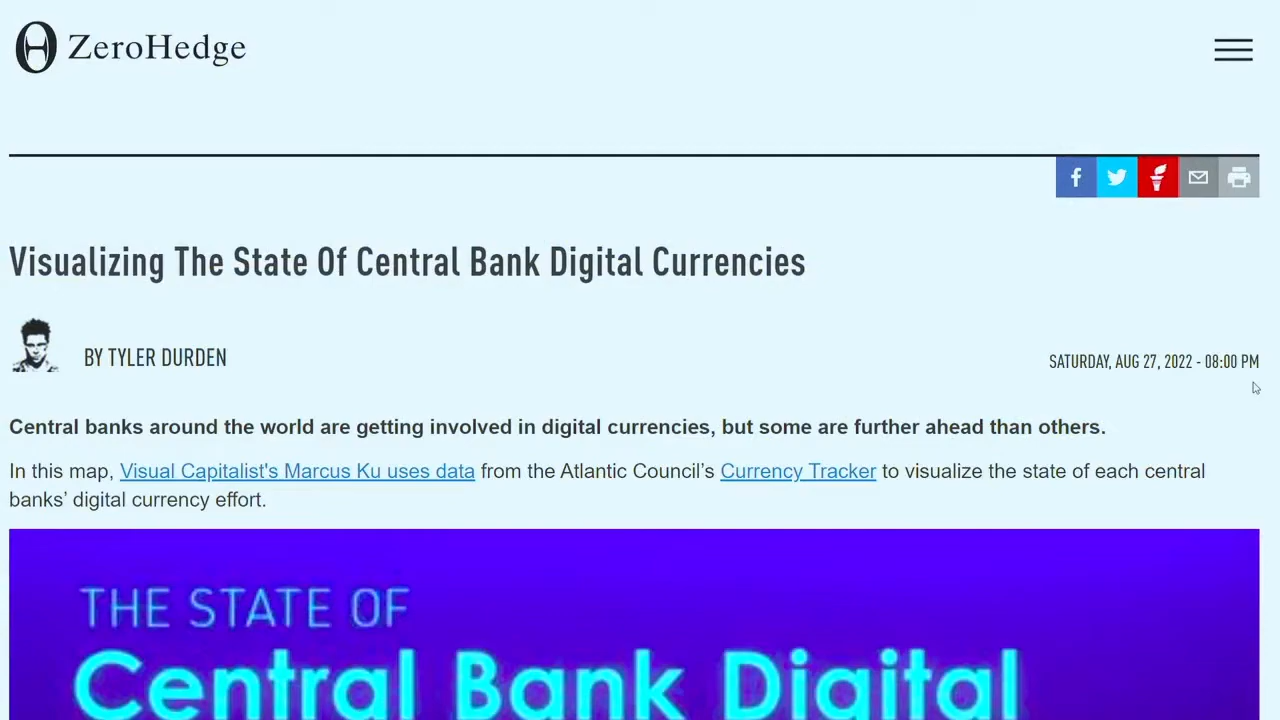 ZeroHedge
Visualizing The State Of Central Bank Digital Currencies
BY TYLER DURDEN
SATURDAY, AUG 27, 2022 - 08:00 PM
Central banks around the world are getting involved in digital currencies, but some are further ahead than others.
In this map, Visual Capitalist's Marcus Ku uses data from the Atlantic Council’s Currency Tracker to visualize the state of each central
banks’ digital currency effort.
THE STATE OF
Central Bank Digital